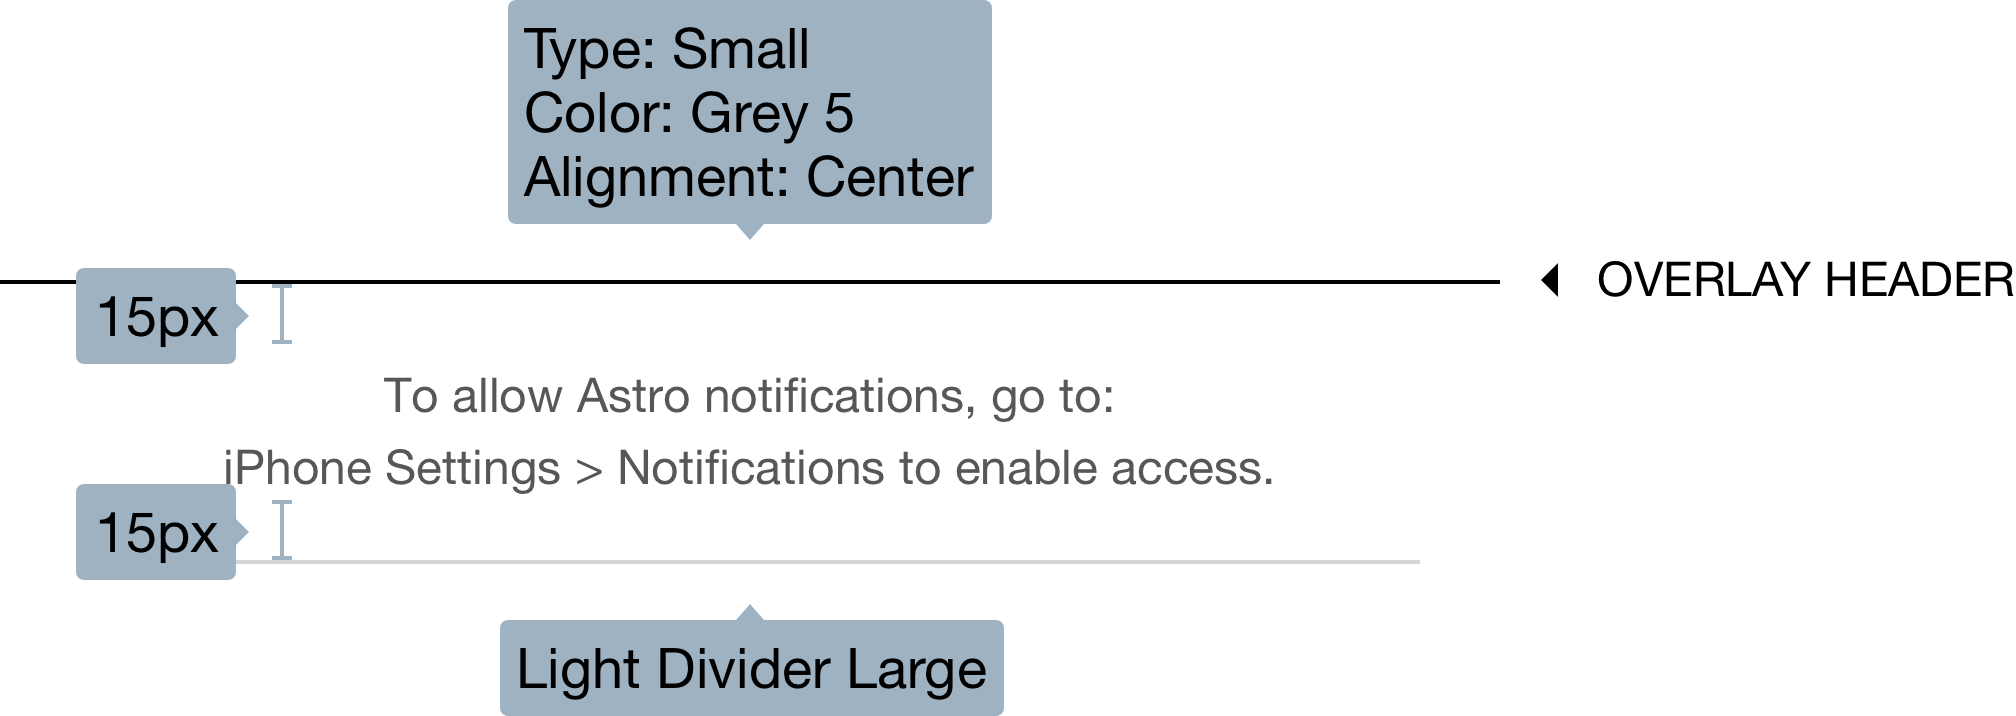 Type: Small
Color: Grey 5
Alignment: Center
OVERLAY HEADER
15px
To allow Astro notifications, go to:
iPhone Settings > Notifications to enable access.
15px
Light Divider Large